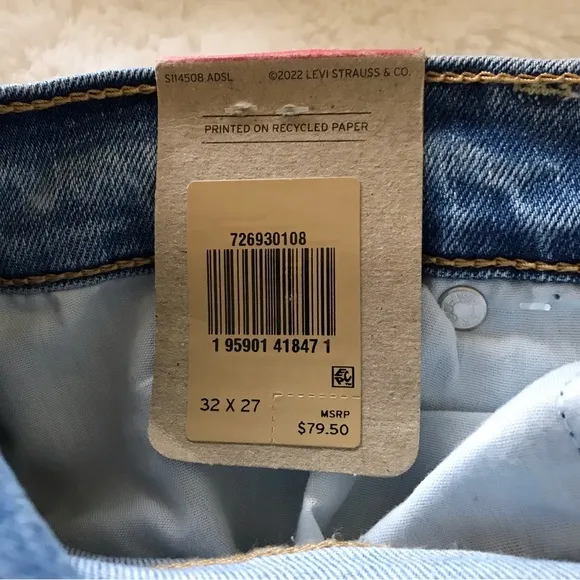 S11450B ADSL ©2022 LEVI STRAUSS & CO.
PRINTED ON RECYCLED PAPER
726930108
1 95901 41847 1
32 X 27
MSRP
$79.50